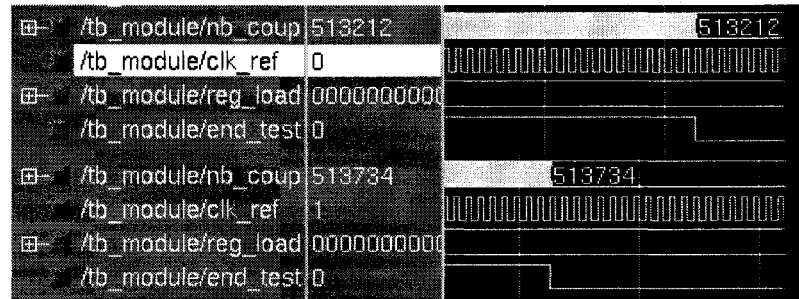 /tb_module/nb_coup 513212 513212
/tb_module/clk_ref 0
/tb_module/reg_load 0000000000
/tb_module/end_test 0
/tb_module/nb_coup 513734 513734
/tb_module/clk_ref 1
/tb_module/reg_load 0000000000
/tb_module/end_test 0